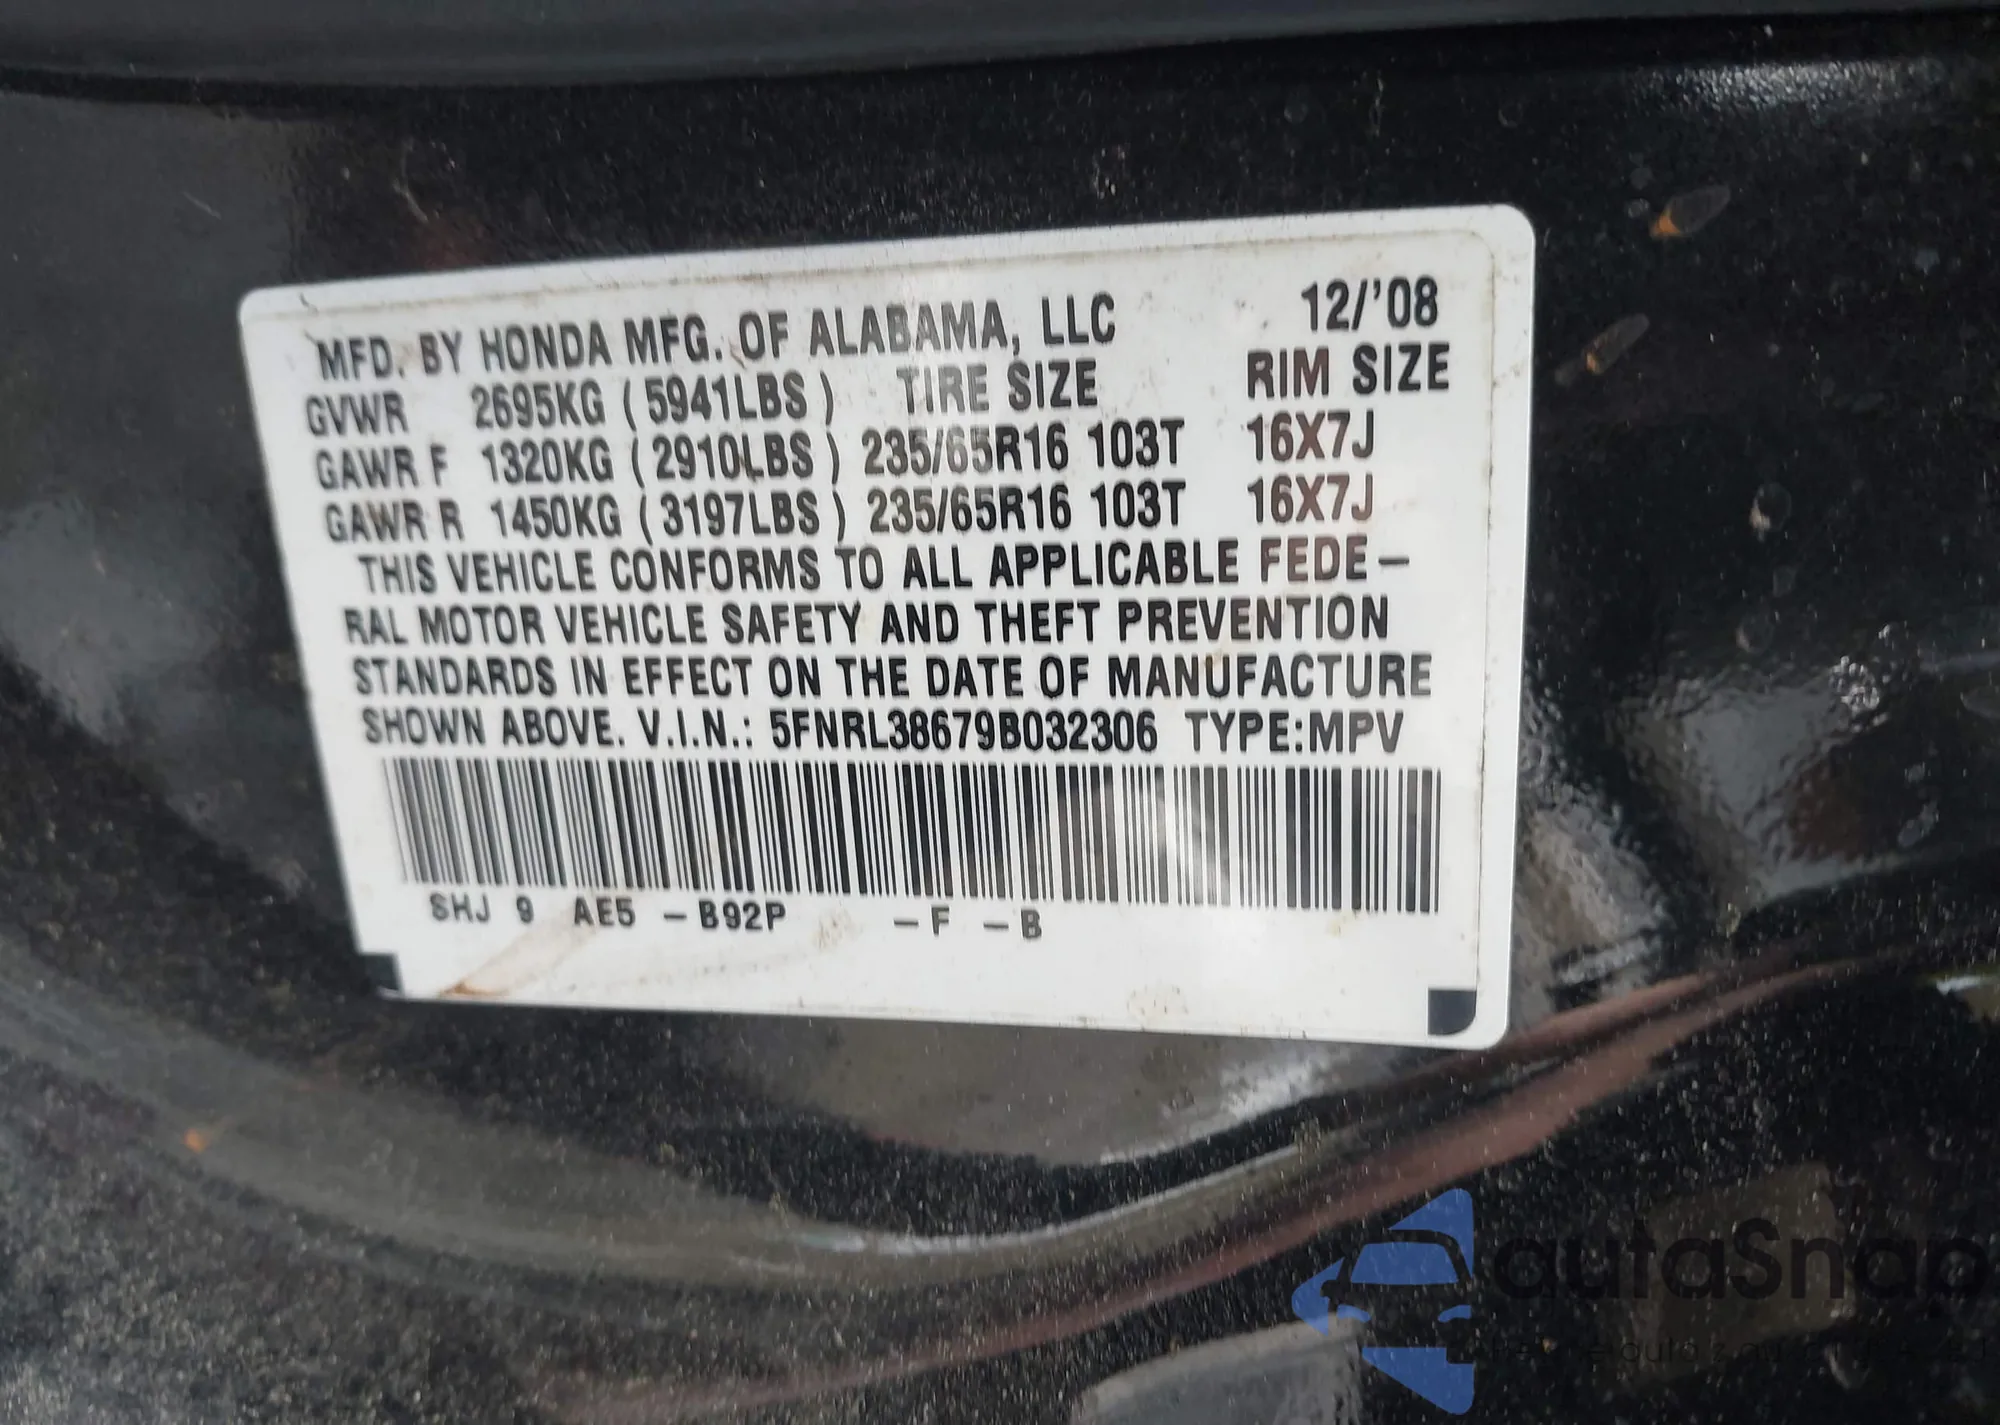 MFD. BY HONDA MFG. OF ALABAMA, LLC 12/'08
GVWR 2695KG (5941LBS) TIRE SIZE RIM SIZE
GAWR F 1320KG (2910LBS) 235/65R16 103T 16X7J
GAWR R 1450KG (3197LBS) 235/65R16 103T 16X7J
THIS VEHICLE CONFORMS TO ALL APPLICABLE FEDE-
RAL MOTOR VEHICLE SAFETY AND THEFT PREVENTION
STANDARDS IN EFFECT ON THE DATE OF MANUFACTURE
SHOWN ABOVE. V.I.N.: 5FNRL38679B032306 TYPE:MPV
SHJ 9 AE5 -B92P -F -B
autoSnap